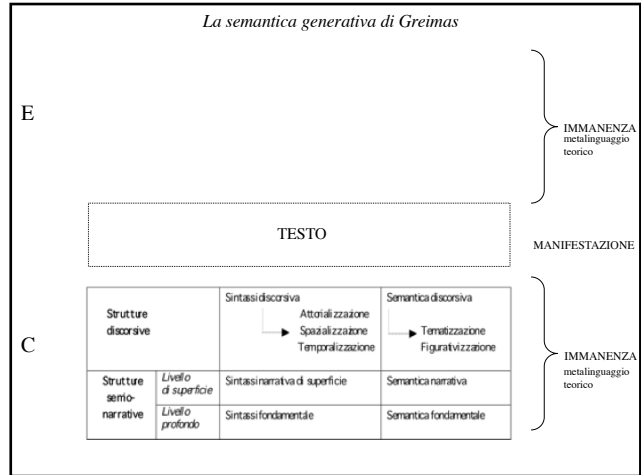 La semantica generativa di Greimas
E
IMMANENZA
metalinguaggio
teorico
TESTO
MANIFESTAZIONE
C
Strutture
discorsive
Sintassi discorsiva
Attorializzazione
Spazializzazione
Temporalizzazione
Semantica discorsiva
Tematizzazione
Figurativizzazione
Strutture
semio-
narrative
Livello
di superficie
Sintassi narrativa di superficie
Semantica narrativa
Livello
profondo
Sintassi fondamentale
Semantica fondamentale
IMMANENZA
metalinguaggio
teorico